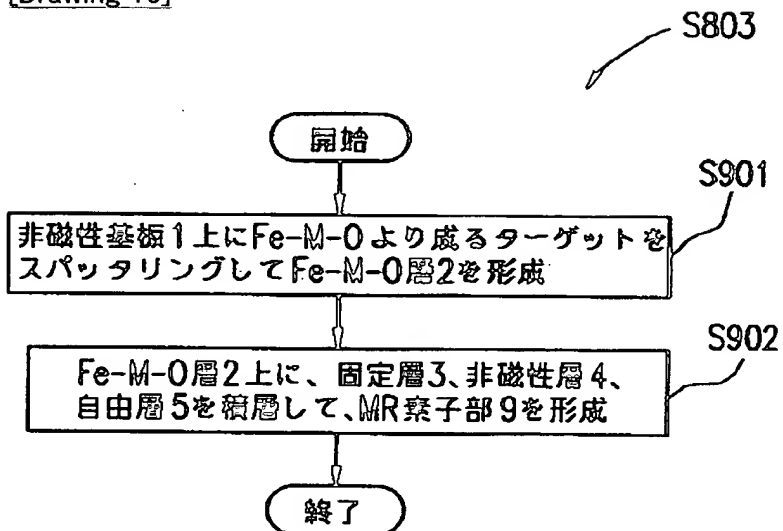 S803
開始
S901
非磁性基板1上にFe-M-Oより成るターゲットを
スパッタリングしてFe-M-O層2を形成
S902
Fe-M-O層2上に、固定層3、非磁性層4、
自由層5を積層して、MR素子部9を形成
終了